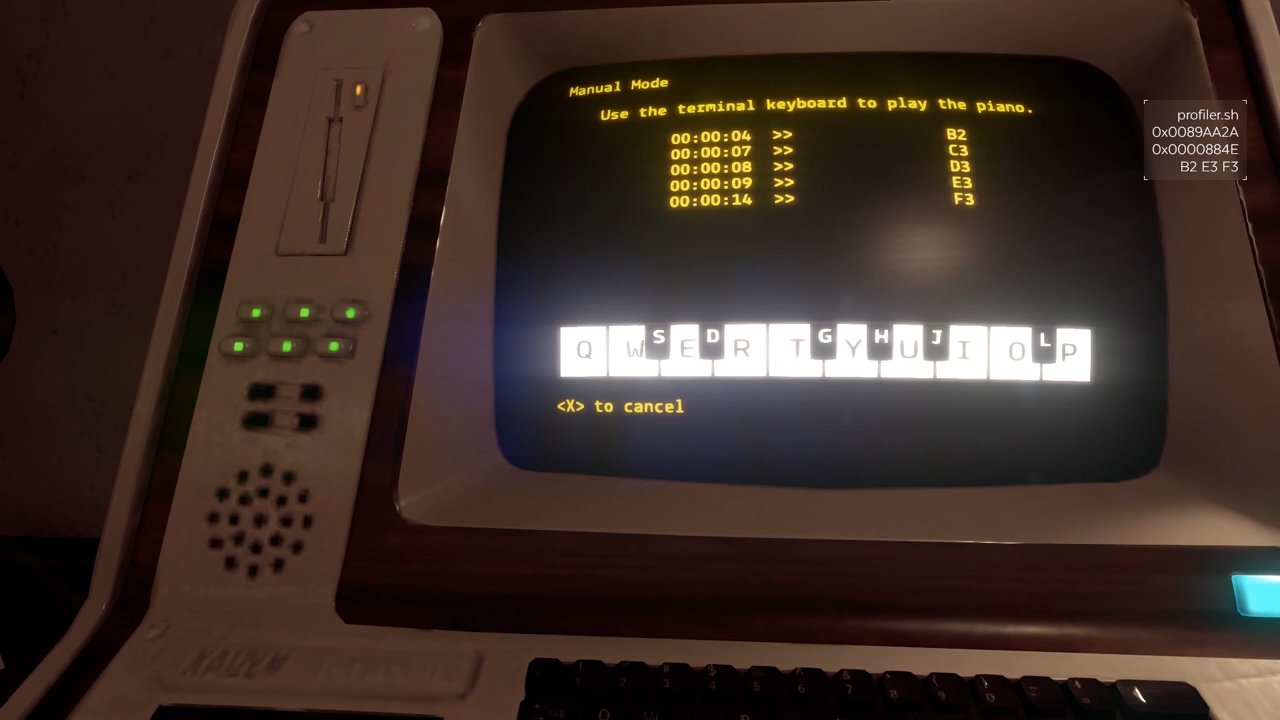 Manual Mode
Use the terminal keyboard to play the piano.
00:00:04 >> B2
00:00:07 >> C3
00:00:08 >> D3
00:00:09 >> E3
00:00:14 >> F3
S D G H J L
Q W E R T Y U I O P
<X> to cancel
profiler.sh
0x0089AA2A
0x0000884E
B2 E3 F3